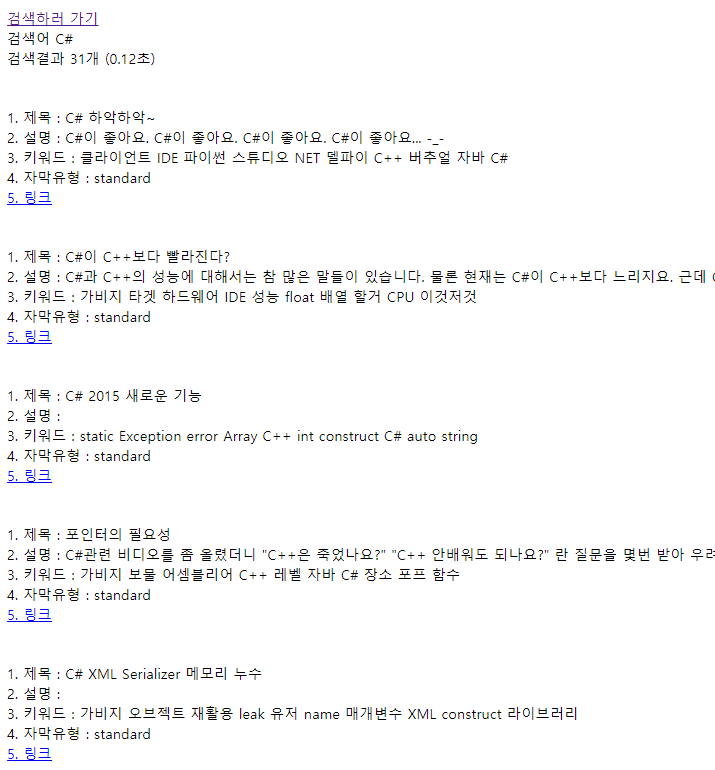 검색하러 가기
검색어 C#
검색결과 31개 (0.12초)
1. 제목 : C# 하악하악~
2. 설명 : C#이 좋아요. C#이 좋아요. C#이 좋아요. C#이 좋아요... -_-
3. 키워드 : 클라이언트 IDE 파이썬 스튜디오 NET 델파이 C++ 버추얼 자바 C#
4. 자막유형 : standard
5. 링크
1. 제목 : C#이 C++보다 빨라진다?
2. 설명 : C#과 C++의 성능에 대해서는 참 많은 말들이 있습니다. 물론 현재는 C#이 C++보다 느리지요. 근데
3. 키워드 : 가비지 타겟 하드웨어 IDE 성능 float 배열 할거 CPU 이것저것
4. 자막유형 : standard
5. 링크
1. 제목 : C# 2015 새로운 기능
2. 설명 :
3. 키워드 : static Exception error Array C++ int construct C# auto string
4. 자막유형 : standard
5. 링크
1. 제목 : 포인터의 필요성
2. 설명 : C#관련 비디오를 좀 올렸더니 "C++은 죽었나요?" "C++ 안배워도 되나요?" 란 질문을 몇번 받아 우려
3. 키워드 : 가비지 보물 어셈블리어 C++ 레벨 자바 C# 장소 포프 함수
4. 자막유형 : standard
5. 링크
1. 제목 : C# XML Serializer 메모리 누수
2. 설명 :
3. 키워드 : 가비지 오브젝트 재활용 leak 유저 name 매개변수 XML construct 라이브러리
4. 자막유형 : standard
5. 링크